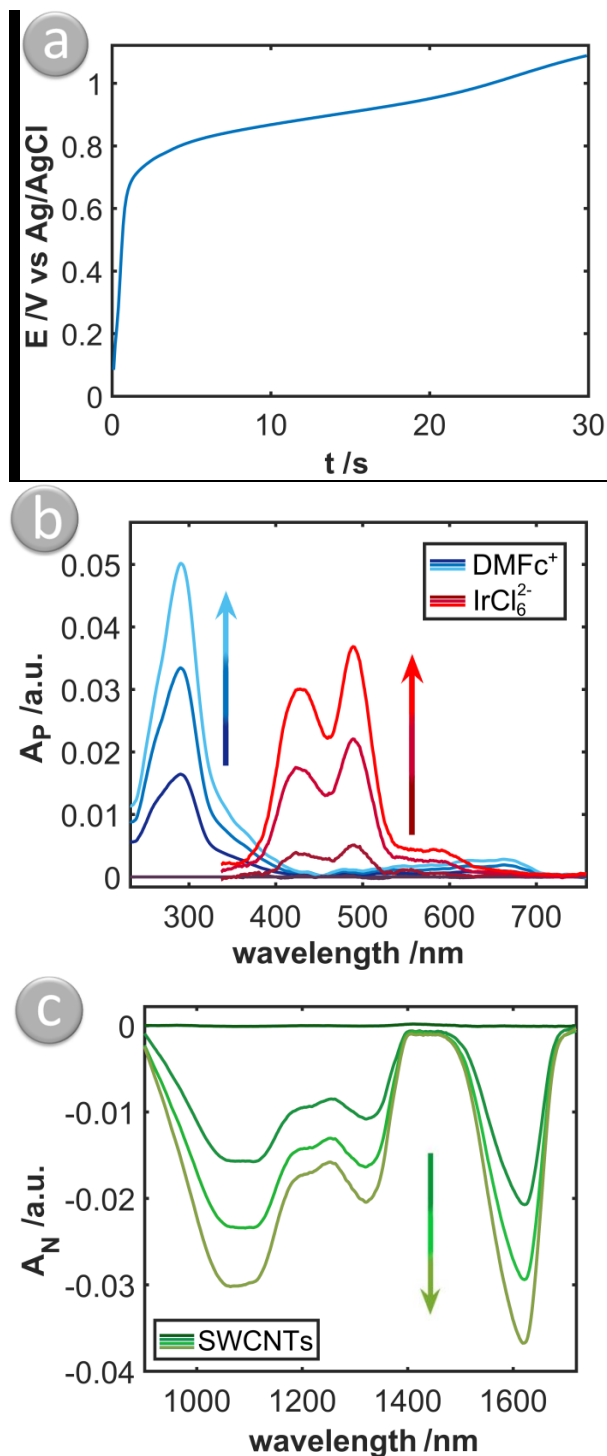 a
E /V vs Ag/AgCl
1
0.8
0.6
0.4
0.2
0
0 10 20 30
t /s
b
A_P /a.u.
0.05
0.04
0.03
0.02
0.01
0
DMFc⁺
IrCl₆²⁻
300 400 500 600 700
wavelength /nm
c
A_N /a.u.
0
-0.01
-0.02
-0.03
-0.04
SWCNTs
1000 1200 1400 1600
wavelength /nm